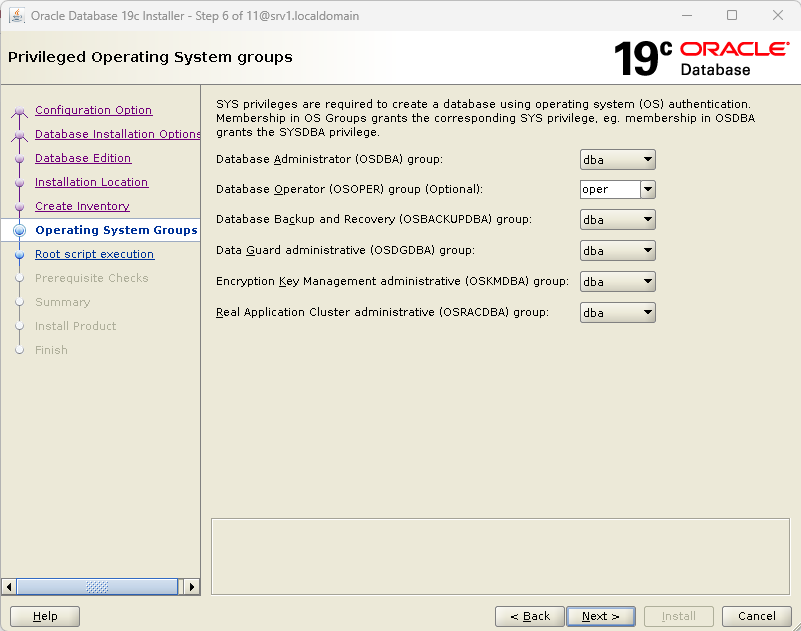 Oracle Database 19c Installer - Step 6 of 11@srv1.localdomain
Privileged Operating System groups
19c ORACLE
Database
Configuration Option
Database Installation Options
Database Edition
Installation Location
Create Inventory
Operating System Groups
Root script execution
Prerequisite Checks
Summary
Install Product
Finish
SYS privileges are required to create a database using operating system (OS) authentication.
Membership in OS Groups grants the corresponding SYS privilege, eg. membership in OSDBA
grants the SYSDBA privilege.
Database Administrator (OSDBA) group: dba
Database Operator (OSOPER) group (Optional): oper
Database Backup and Recovery (OSBACKUPDBA) group: dba
Data Guard administrative (OSDGDBA) group: dba
Encryption Key Management administrative (OSKMDBA) group: dba
Real Application Cluster administrative (OSRACDBA) group: dba
Help < Back Next > Install Cancel